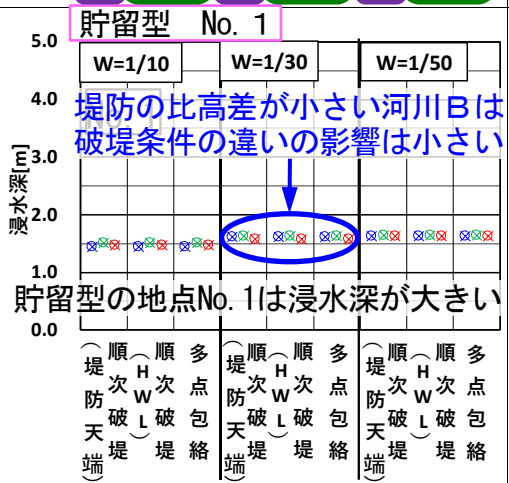 貯留型 No.1
5.0
W=1/10 W=1/30 W=1/50
4.0
堤防の比高差が小さい河川Bは
破堤条件の違いの影響は小さい
3.0
浸水深[m]
2.0
1.0
貯留型の地点No.1は浸水深が大きい
0.0
順次破堤(堤防天端)
順次破堤(HWL)
多点包絡
順次破堤(堤防天端)
順次破堤(HWL)
多点包絡
順次破堤(堤防天端)
順次破堤(HWL)
多点包絡